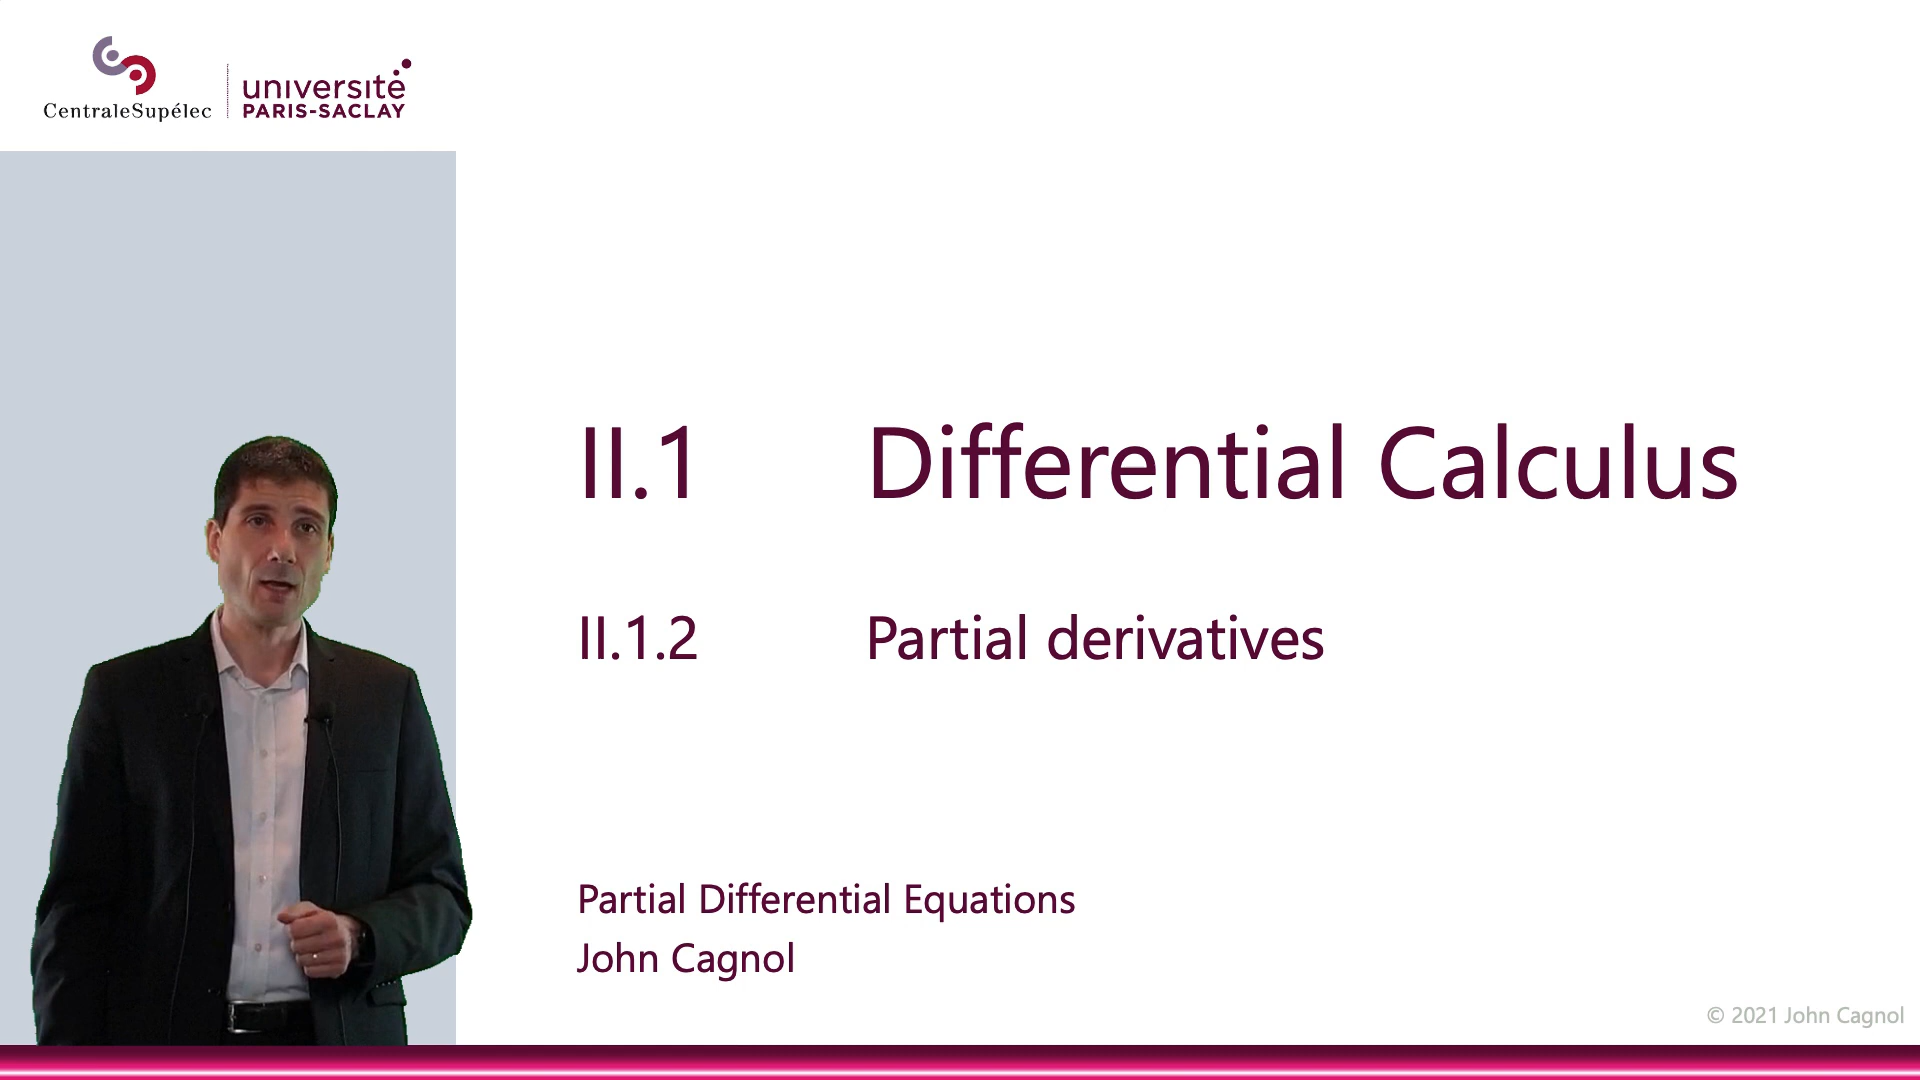 CentraleSupélec
université
PARIS-SACLAY
II.1 Differential Calculus
II.1.2 Partial derivatives
Partial Differential Equations
John Cagnol
© 2021 John Cagnol